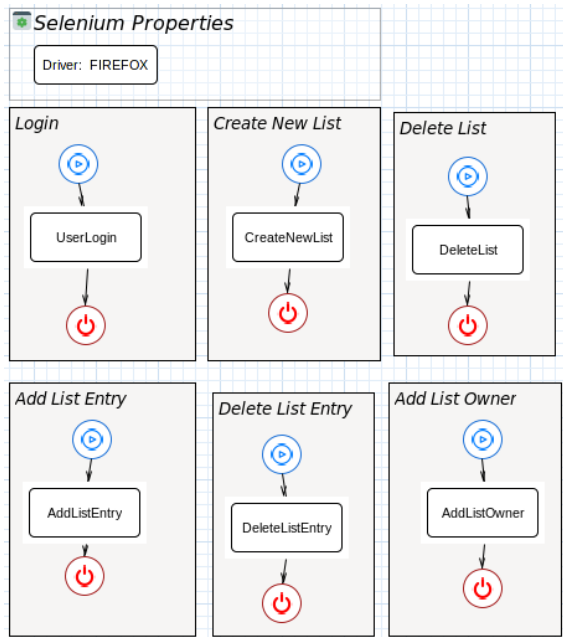 Selenium Properties
Driver:  FIREFOX
Login
UserLogin
Create New List
CreateNewList
Delete List
DeleteList
Add List Entry
AddListEntry
Delete List Entry
DeleteListEntry
Add List Owner
AddListOwner